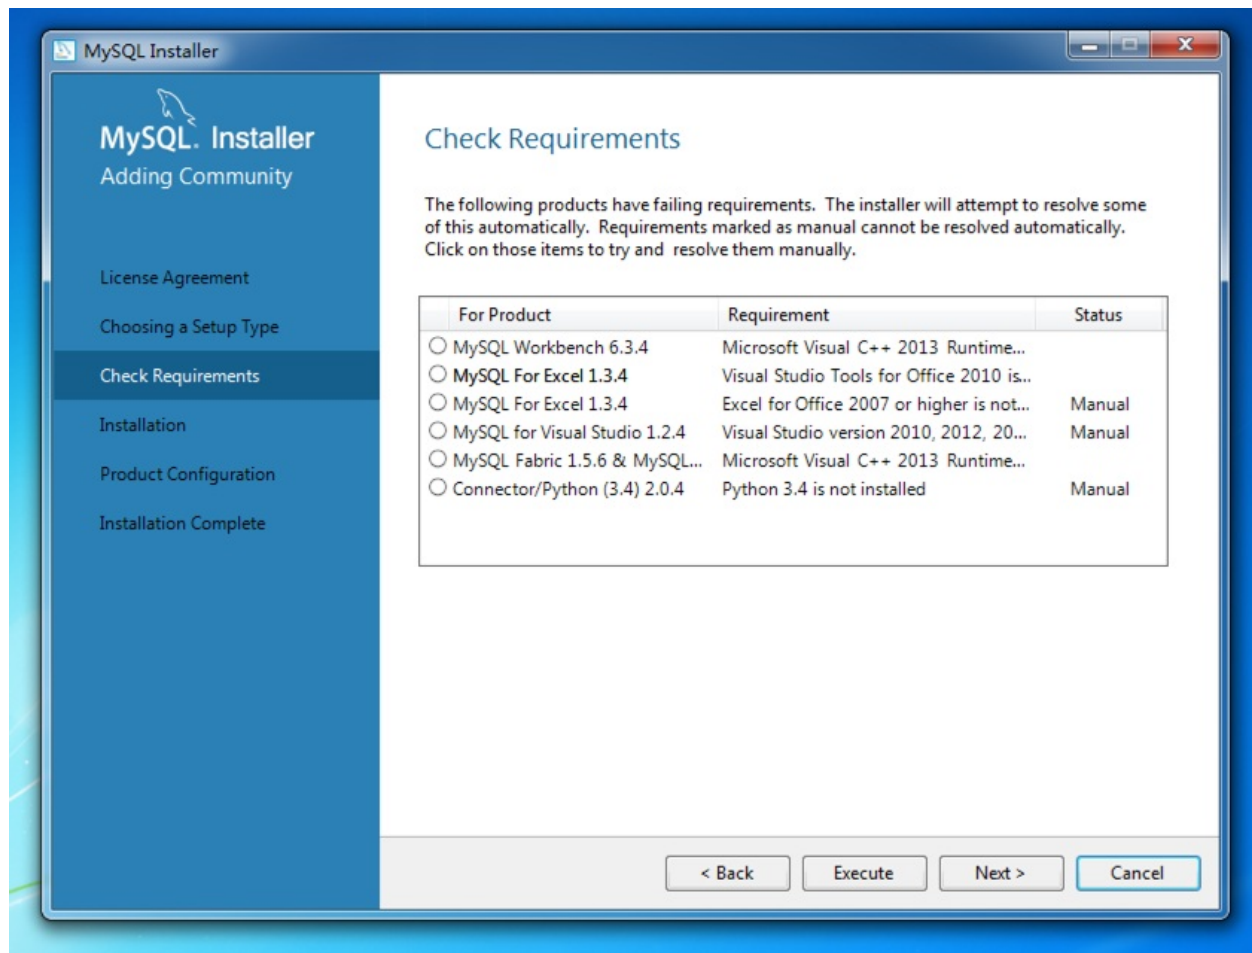 MySQL Installer
MySQL. Installer
Adding Community
License Agreement
Choosing a Setup Type
Check Requirements
Installation
Product Configuration
Installation Complete
Check Requirements
The following products have failing requirements. The installer will attempt to resolve some
of this automatically. Requirements marked as manual cannot be resolved automatically.
Click on those items to try and resolve them manually.
For Product Requirement Status
MySQL Workbench 6.3.4 Microsoft Visual C++ 2013 Runtime...
MySQL For Excel 1.3.4 Visual Studio Tools for Office 2010 is...
MySQL For Excel 1.3.4 Excel for Office 2007 or higher is not... Manual
MySQL for Visual Studio 1.2.4 Visual Studio version 2010, 2012, 20... Manual
MySQL Fabric 1.5.6 & MySQL... Microsoft Visual C++ 2013 Runtime...
Connector/Python (3.4) 2.0.4 Python 3.4 is not installed Manual
< Back Execute Next > Cancel